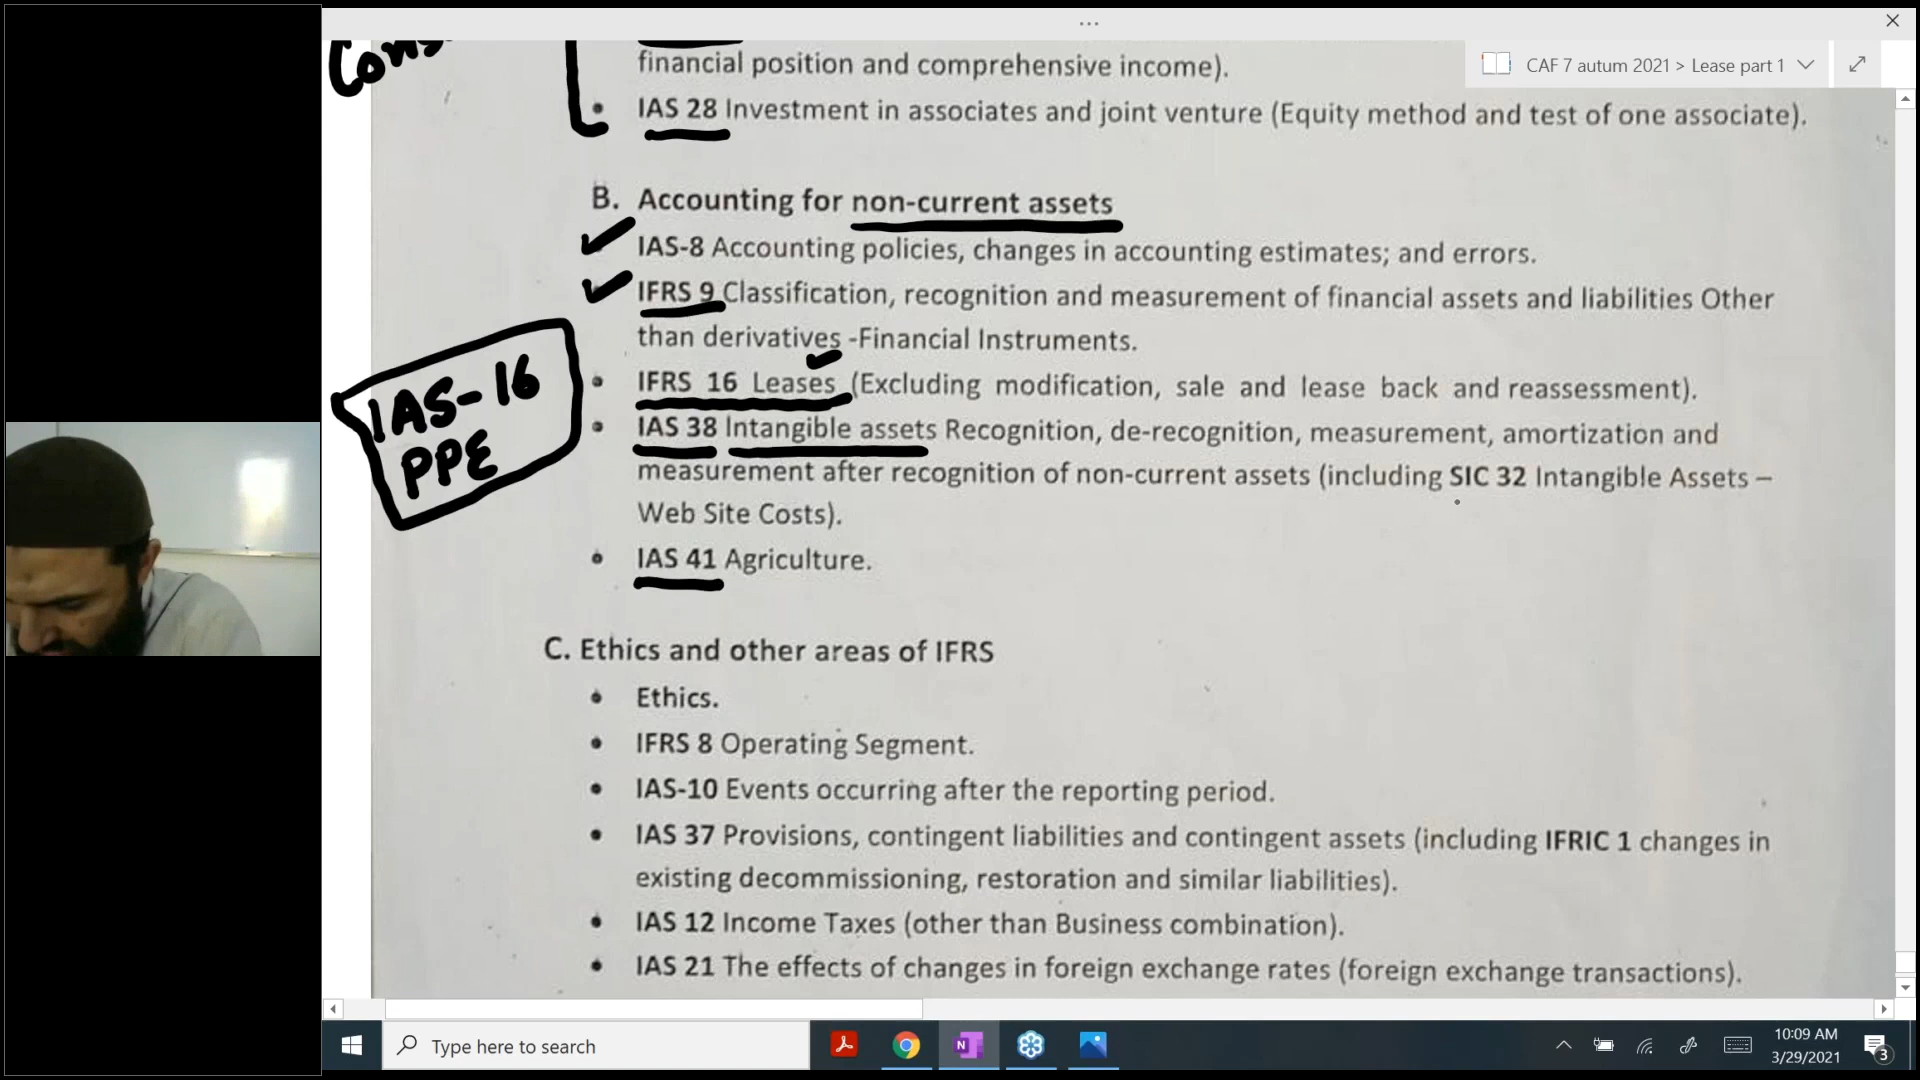 Cons
financial position and comprehensive income).
CAF 7 autum 2021 > Lease part 1
• IAS 28 Investment in associates and joint venture (Equity method and test of one associate).
B. Accounting for non-current assets
IAS-8 Accounting policies, changes in accounting estimates; and errors.
IFRS 9 Classification, recognition and measurement of financial assets and liabilities Other
than derivatives -Financial Instruments.
• IFRS 16 Leases (Excluding modification, sale and lease back and reassessment).
IAS-16
PPE
• IAS 38 Intangible assets Recognition, de-recognition, measurement, amortization and
measurement after recognition of non-current assets (including SIC 32 Intangible Assets –
Web Site Costs).
• IAS 41 Agriculture.
C. Ethics and other areas of IFRS
• Ethics.
• IFRS 8 Operating Segment.
• IAS-10 Events occurring after the reporting period.
• IAS 37 Provisions, contingent liabilities and contingent assets (including IFRIC 1 changes in
existing decommissioning, restoration and similar liabilities).
• IAS 12 Income Taxes (other than Business combination).
• IAS 21 The effects of changes in foreign exchange rates (foreign exchange transactions).
Type here to search
N
10:09 AM
3/29/2021
3